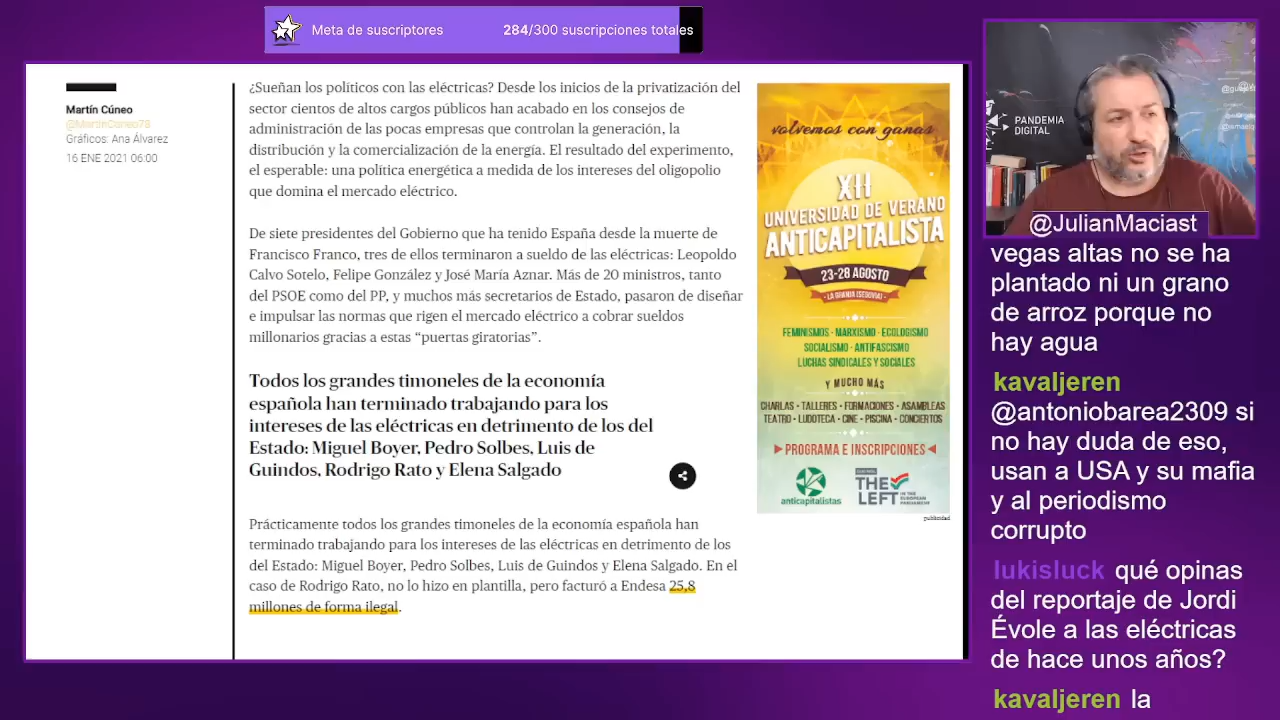 Meta de suscriptores
284/300 suscripciones totales
Martín Cúneo
@MartinCuneo78
Gráficos: Ana Álvarez
16 ENE 2021 06:00
¿Sueñan los políticos con las eléctricas? Desde los inicios de la privatización del
sector cientos de altos cargos públicos han acabado en los consejos de
administración de las pocas empresas que controlan la generación, la
distribución y la comercialización de la energía. El resultado del experimento,
el esperable: una política energética a medida de los intereses del oligopolio
que domina el mercado eléctrico.
De siete presidentes del Gobierno que ha tenido España desde la muerte de
Francisco Franco, tres de ellos terminaron a sueldo de las eléctricas: Leopoldo
Calvo Sotelo, Felipe González y José María Aznar. Más de 20 ministros, tanto
del PSOE como del PP, y muchos más secretarios de Estado, pasaron de diseñar
e impulsar las normas que rigen el mercado eléctrico a cobrar sueldos
millonarios gracias a estas “puertas giratorias”.
Todos los grandes timoneles de la economía
española han terminado trabajando para los
intereses de las eléctricas en detrimento de los del
Estado: Miguel Boyer, Pedro Solbes, Luis de
Guindos, Rodrigo Rato y Elena Salgado
Prácticamente todos los grandes timoneles de la economía española han
terminado trabajando para los intereses de las eléctricas en detrimento de los
del Estado: Miguel Boyer, Pedro Solbes, Luis de Guindos y Elena Salgado. En el
caso de Rodrigo Rato, no lo hizo en plantilla, pero facturó a Endesa 25,8
millones de forma ilegal.
volvemos con ganas
XII
UNIVERSIDAD DE VERANO
ANTICAPITALISTA
23-28 AGOSTO
LA GRANJA (SEGOVIA)
FEMINISMOS · MARXISMO · ECOLOGISMO
SOCIALISMO · ANTIFASCISMO
LUCHAS SINDICALES Y SOCIALES
Y MUCHO MÁS
CHARLAS · TALLERES · FORMACIONES · ASAMBLEAS
TEATRO · LUDOTECA · CINE · PISCINA · CONCIERTOS
PROGRAMA E INSCRIPCIONES
anticapitalistas
THE
LEFT
IN THE
EUROPEAN
PARLIAMENT
publicidad
PANDEMIA
DIGITAL
@JulianMaciast
vegas altas no se ha
plantado ni un grano
de arroz porque no
hay agua
kavaljeren
@antoniobarea2309 si
no hay duda de eso,
usan a USA y su mafia
y al periodismo
corrupto
lukisluck qué opinas
del reportaje de Jordi
Évole a las eléctricas
de hace unos años?
kavaljeren la